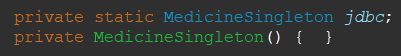 private static MedicineSingleton jdbc;
private MedicineSingleton() {  }